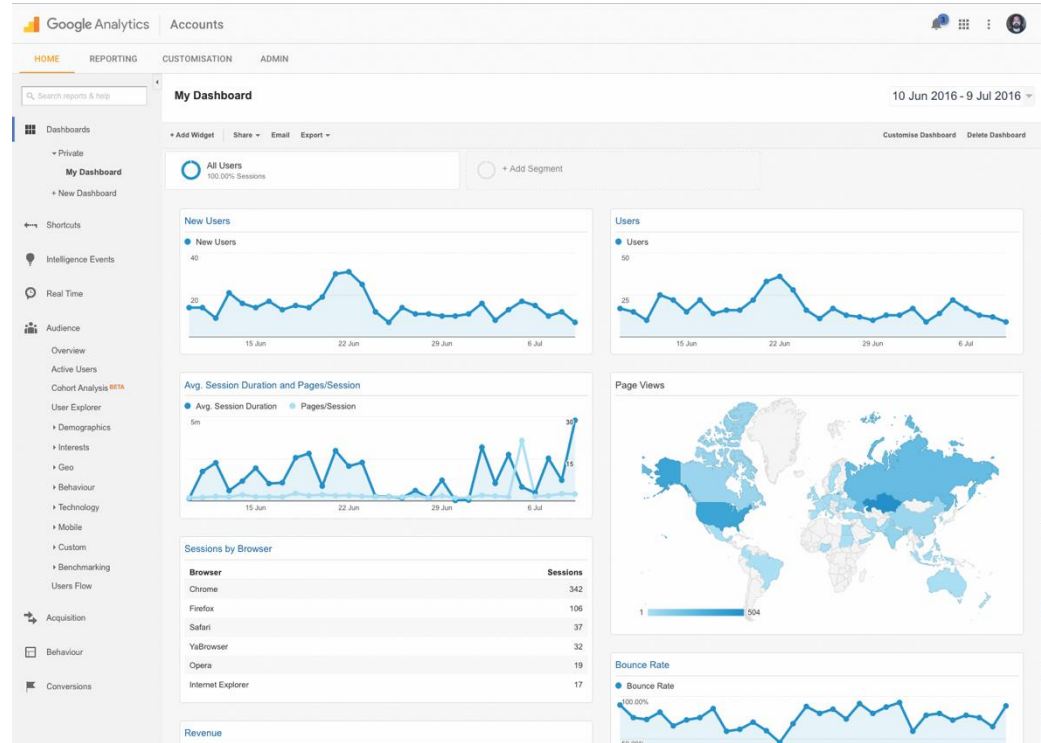 Google Analytics
Accounts
3
HOME
REPORTING
CUSTOMISATION
ADMIN
Search reports & help
Dashboards
Private
My Dashboard
+ New Dashboard
Shortcuts
Intelligence Events
Real Time
Audience
Overview
Active Users
Cohort Analysis BETA
User Explorer
Demographics
Interests
Geo
Behaviour
Technology
Mobile
Custom
Benchmarking
Users Flow
Acquisition
Behaviour
Conversions
My Dashboard
10 Jun 2016 - 9 Jul 2016
+ Add Widget
Share
Email
Export
Customise Dashboard
Delete Dashboard
All Users
100.00% Sessions
+ Add Segment
New Users
New Users
40
20
15 Jun
22 Jun
29 Jun
6 Jul
Users
Users
50
25
15 Jun
22 Jun
29 Jun
6 Jul
Avg. Session Duration and Pages/Session
Avg. Session Duration
Pages/Session
5m
30
15
15 Jun
22 Jun
29 Jun
6 Jul
Page Views
1
504
Sessions by Browser
Browser Sessions
Chrome 342
Firefox 106
Safari 37
YaBrowser 32
Opera 19
Internet Explorer 17
Bounce Rate
Bounce Rate
100.00%
Revenue